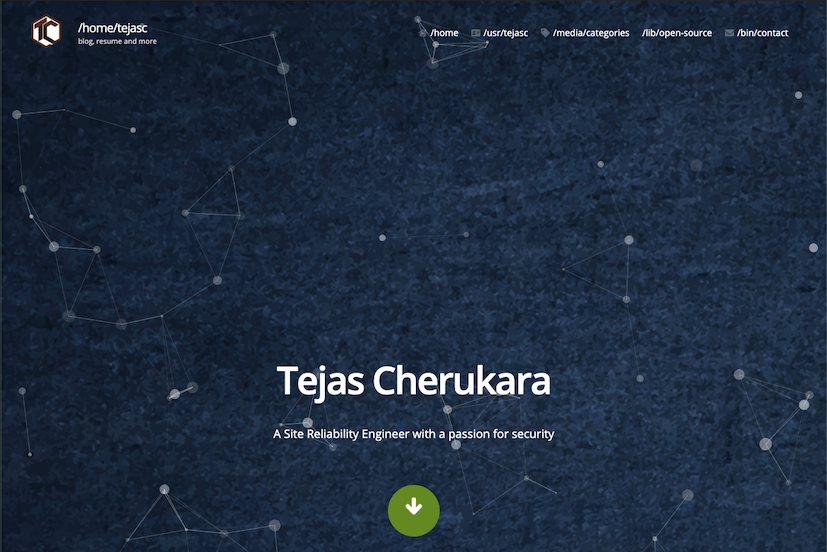 TC
/home/tejasc
blog, resume and more
/home
/usr/tejasc
/media/categories
/lib/open-source
/bin/contact
Tejas Cherukara
A Site Reliability Engineer with a passion for security